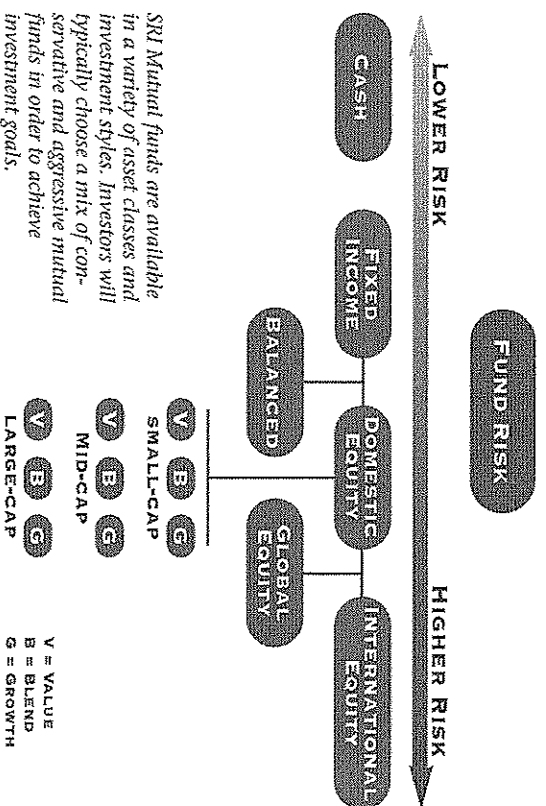 FUND RISK
LOWER RISK
HIGHER RISK
CASH
FIXED
INCOME
DOMESTIC
EQUITY
INTERNATIONAL
EQUITY
BALANCED
GLOBAL
EQUITY
V B G
SMALL-CAP
V B G
MID-CAP
V B G
LARGE-CAP
V = VALUE
B = BLEND
G = GROWTH
SRI Mutual funds are available
in a variety of asset classes and
investment styles. Investors will
typically choose a mix of con-
servative and aggressive mutual
funds in order to achieve
investment goals.